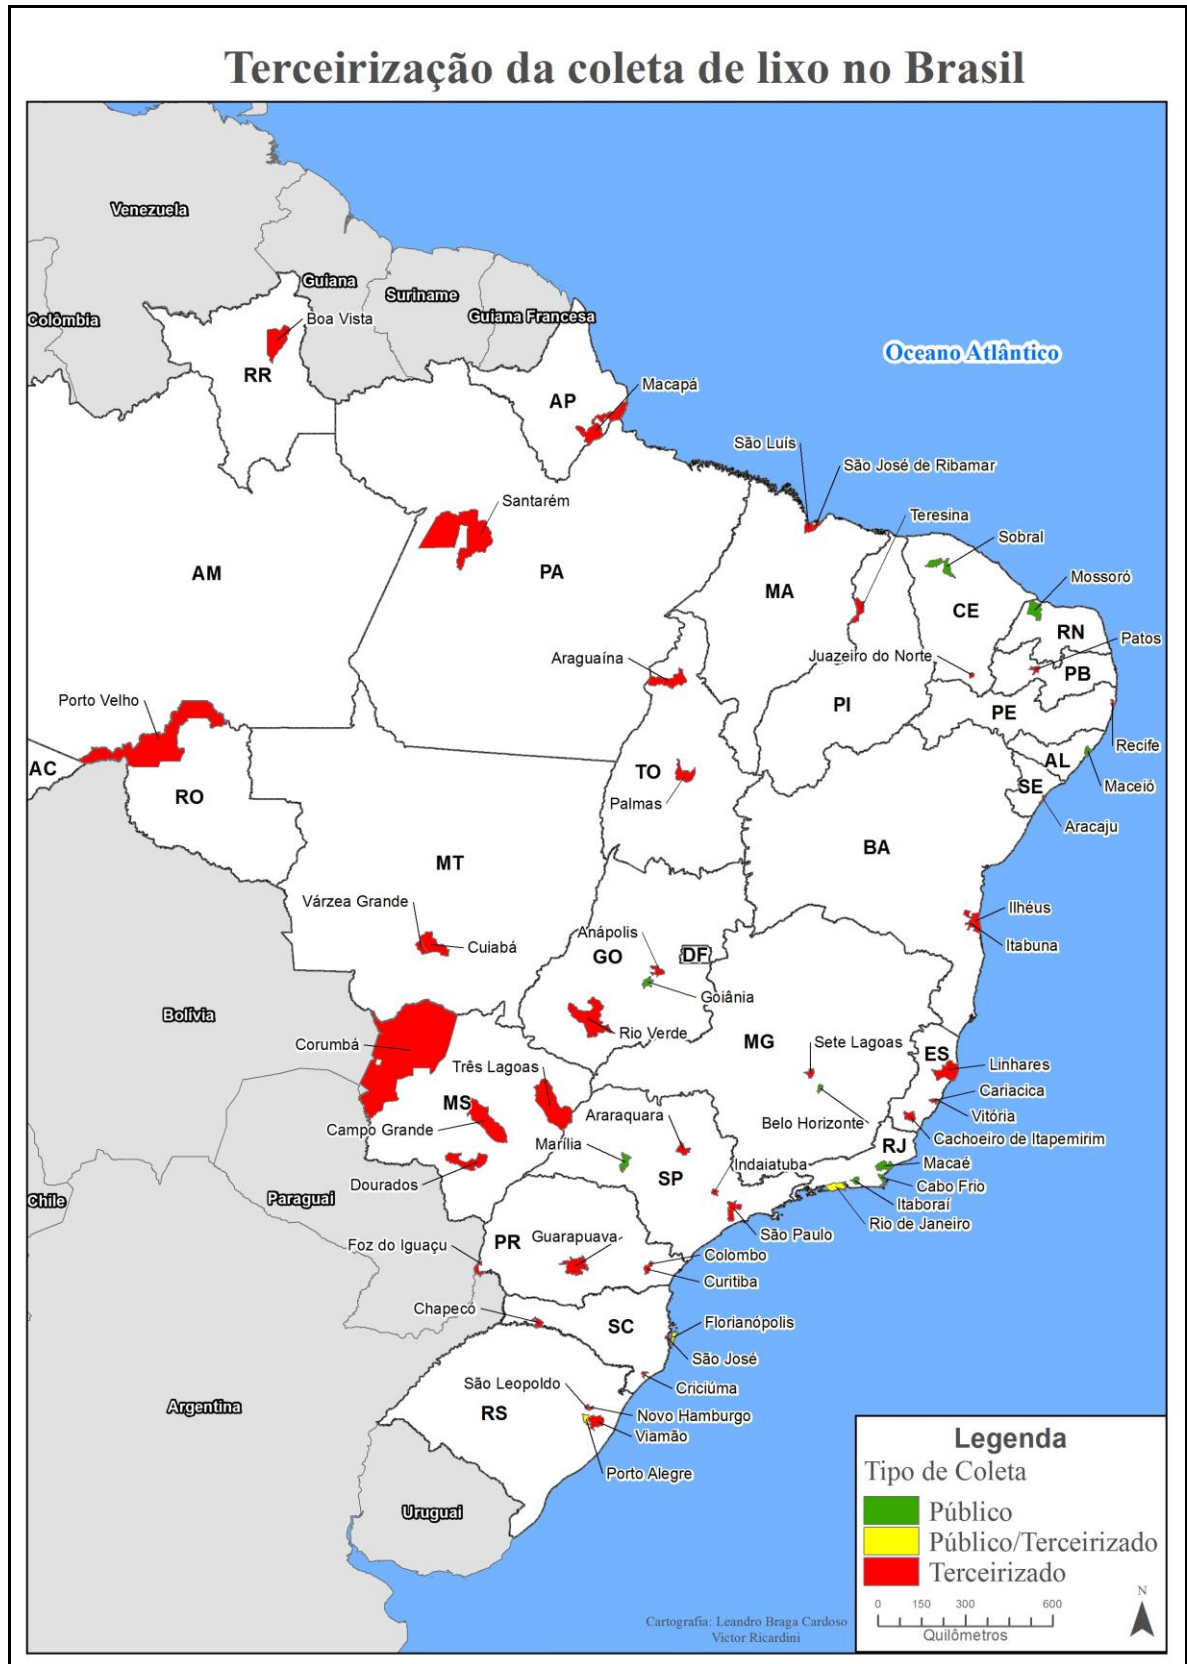 Terceirização da coleta de lixo no Brasil
Venezuela
Guiana
Suriname
Guiana Francesa
Colômbia
Boa Vista
RR
Oceano Atlântico
AP
Macapá
São Luís
São José de Ribamar
Santarém
Teresina
Sobral
AM
PA
MA
Mossoró
CE
RN
Patos
Juazeiro do Norte
Araguaína
PB
Porto Velho
PI
PE
Recife
AC
TO
AL
RO
Palmas
SE
Maceió
Aracaju
MT
BA
Várzea Grande
Cuiabá
Ilhéus
Anápolis
Itabuna
GO
DF
Goiânia
Bolívia
Rio Verde
MG
Sete Lagoas
Corumbá
ES
Três Lagoas
Linhares
MS
Cariacica
Araraquara
Vitória
Campo Grande
Belo Horizonte
Cachoeiro de Itapemirim
Marília
RJ
Indaiatuba
Macaé
SP
Dourados
Cabo Frio
Chile
Paraguai
Itaboraí
Rio de Janeiro
São Paulo
Guarapuava
PR
Foz do Iguaçu
Colombo
Curitiba
Chapecó
SC
Florianópolis
São José
São Leopoldo
Criciúma
Argentina
RS
Novo Hamburgo
Viamão
Porto Alegre
Uruguai
Legenda
Tipo de Coleta
Público
Público/Terceirizado
Terceirizado
N
0 150 300 600
Quilômetros
Cartografia: Leandro Braga Cardoso
Victor Ricardini